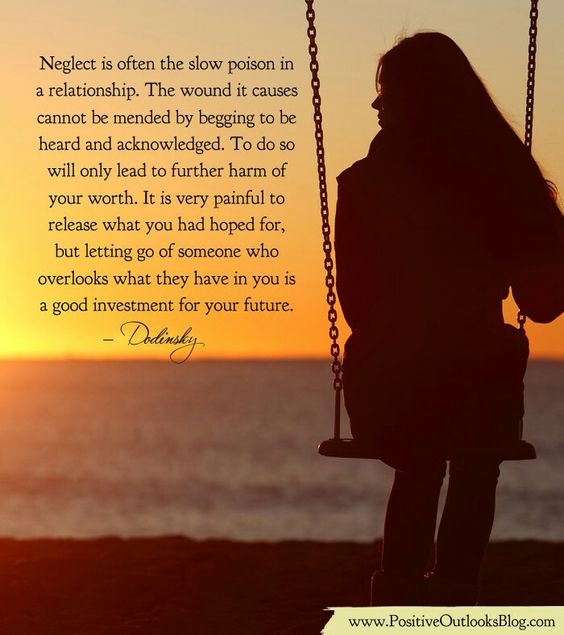 Neglect is often the slow poison in
a relationship. The wound it causes
cannot be mended by begging to be
heard and acknowledged. To do so
will only lead to further harm of
your worth. It is very painful to
release what you had hoped for,
but letting go of someone who
overlooks what they have in you is
a good investment for your future.
– Dodinsky
www.PositiveOutlooksBlog.com